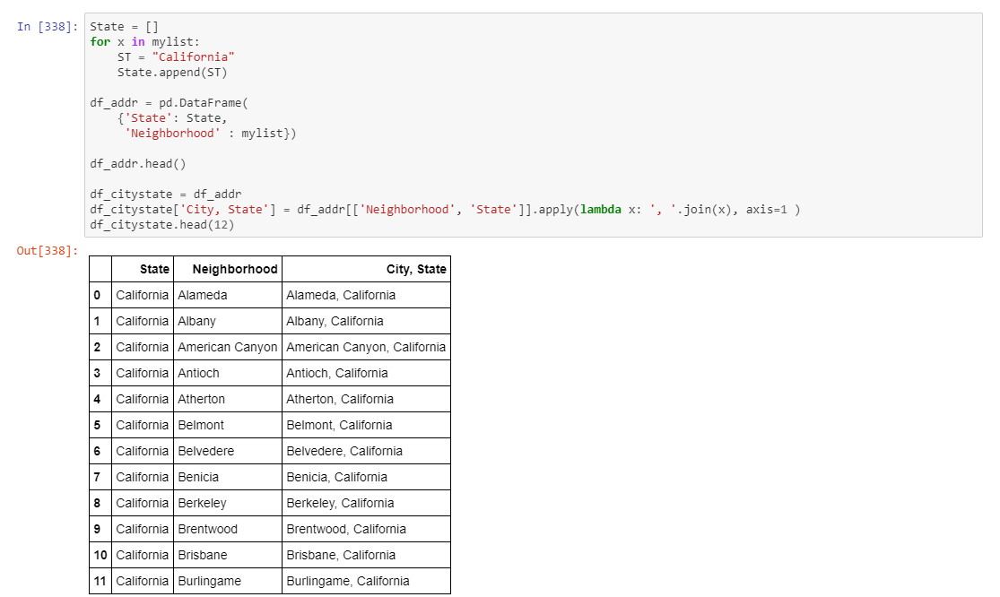 In [338]: State = []
for x in mylist:
    ST = "California"
    State.append(ST)

df_addr = pd.DataFrame(
    {'State': State,
     'Neighborhood' : mylist})

df_addr.head()

df_citystate = df_addr
df_citystate['City, State'] = df_addr[['Neighborhood', 'State']].apply(lambda x: ', '.join(x), axis=1 )
df_citystate.head(12)
Out[338]:
State Neighborhood City, State
0 California Alameda Alameda, California
1 California Albany Albany, California
2 California American Canyon American Canyon, California
3 California Antioch Antioch, California
4 California Atherton Atherton, California
5 California Belmont Belmont, California
6 California Belvedere Belvedere, California
7 California Benicia Benicia, California
8 California Berkeley Berkeley, California
9 California Brentwood Brentwood, California
10 California Brisbane Brisbane, California
11 California Burlingame Burlingame, California